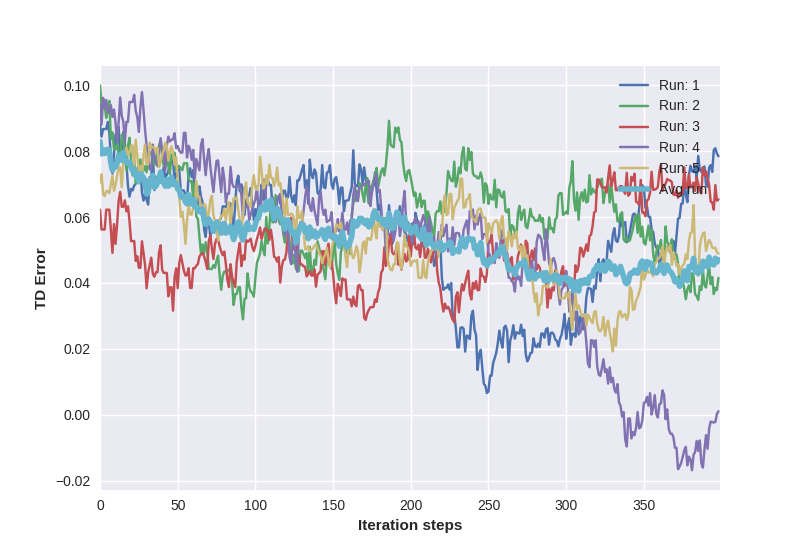 0.10
0.08
0.06
0.04
0.02
0.00
−0.02
TD Error
0 50 100 150 200 250 300 350
Iteration steps
Run: 1
Run: 2
Run: 3
Run: 4
Run: 5
Avg run